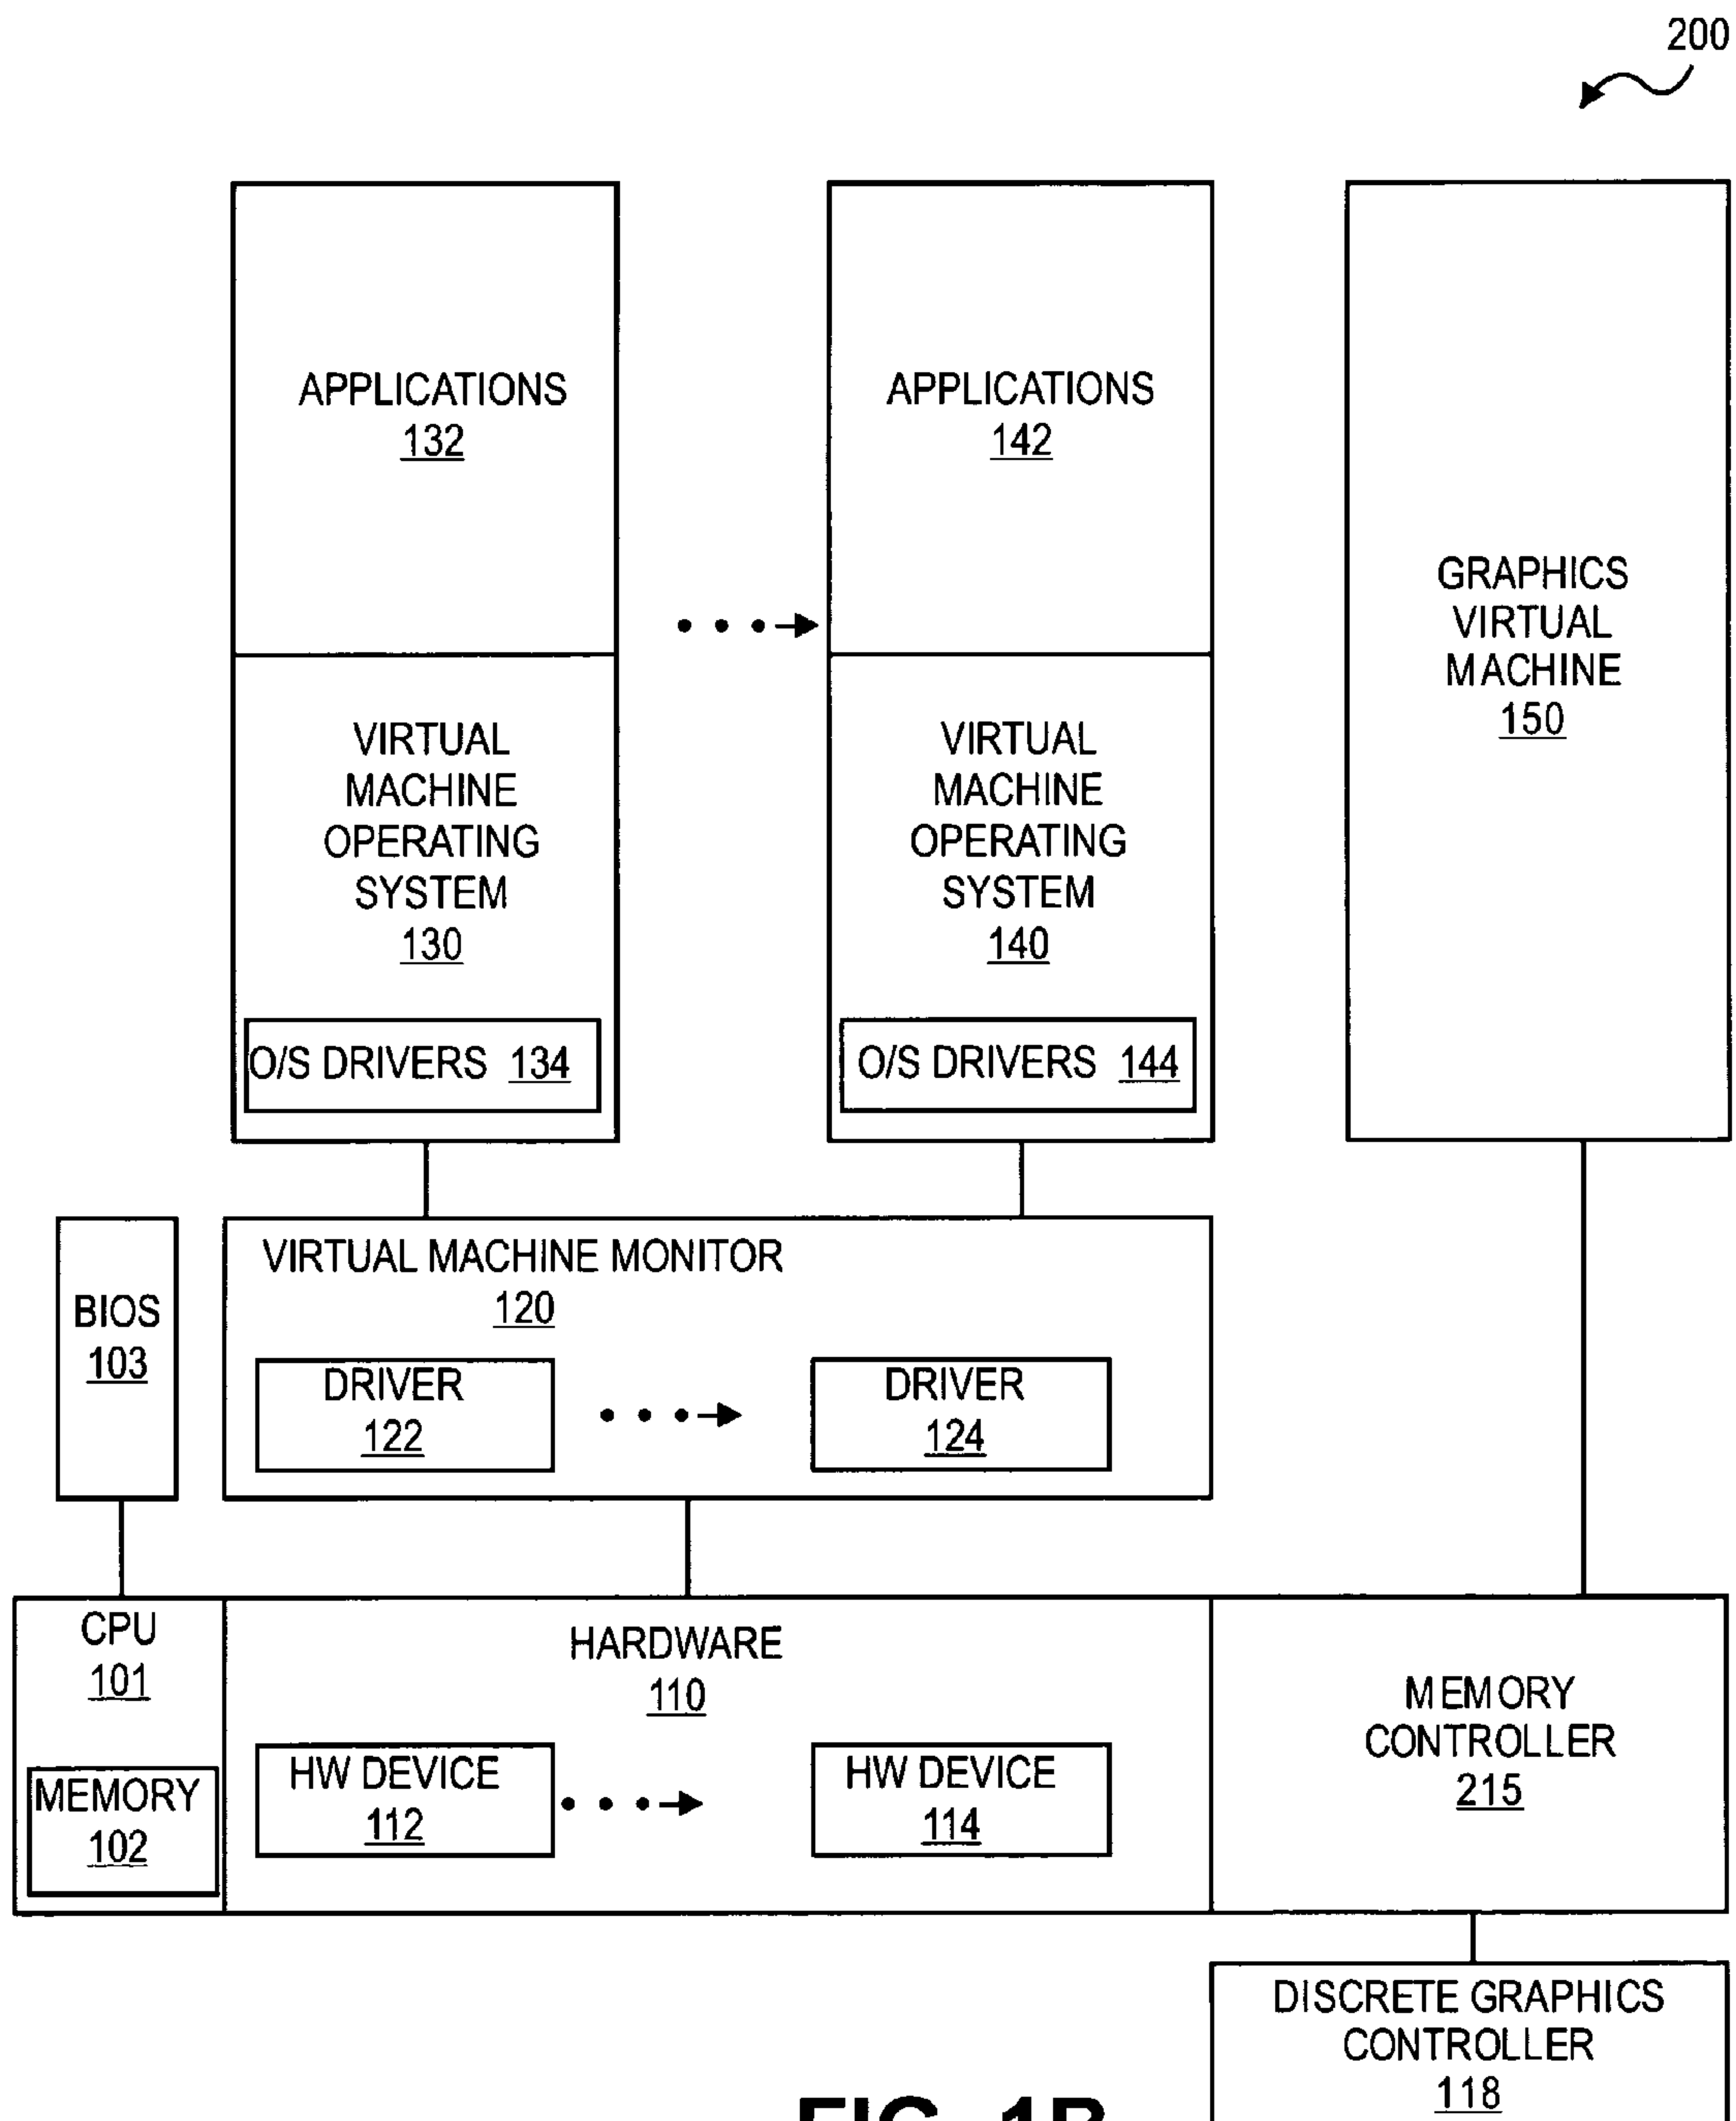 200
APPLICATIONS
132
APPLICATIONS
142
GRAPHICS
VIRTUAL
MACHINE
150
VIRTUAL
MACHINE
OPERATING
SYSTEM
130
VIRTUAL
MACHINE
OPERATING
SYSTEM
140
O/S DRIVERS 134
O/S DRIVERS 144
BIOS
103
VIRTUAL MACHINE MONITOR
120
DRIVER
122
DRIVER
124
CPU
101
MEMORY
102
HARDWARE
110
HW DEVICE
112
HW DEVICE
114
MEMORY
CONTROLLER
215
DISCRETE GRAPHICS
CONTROLLER
118
FIG. 1B